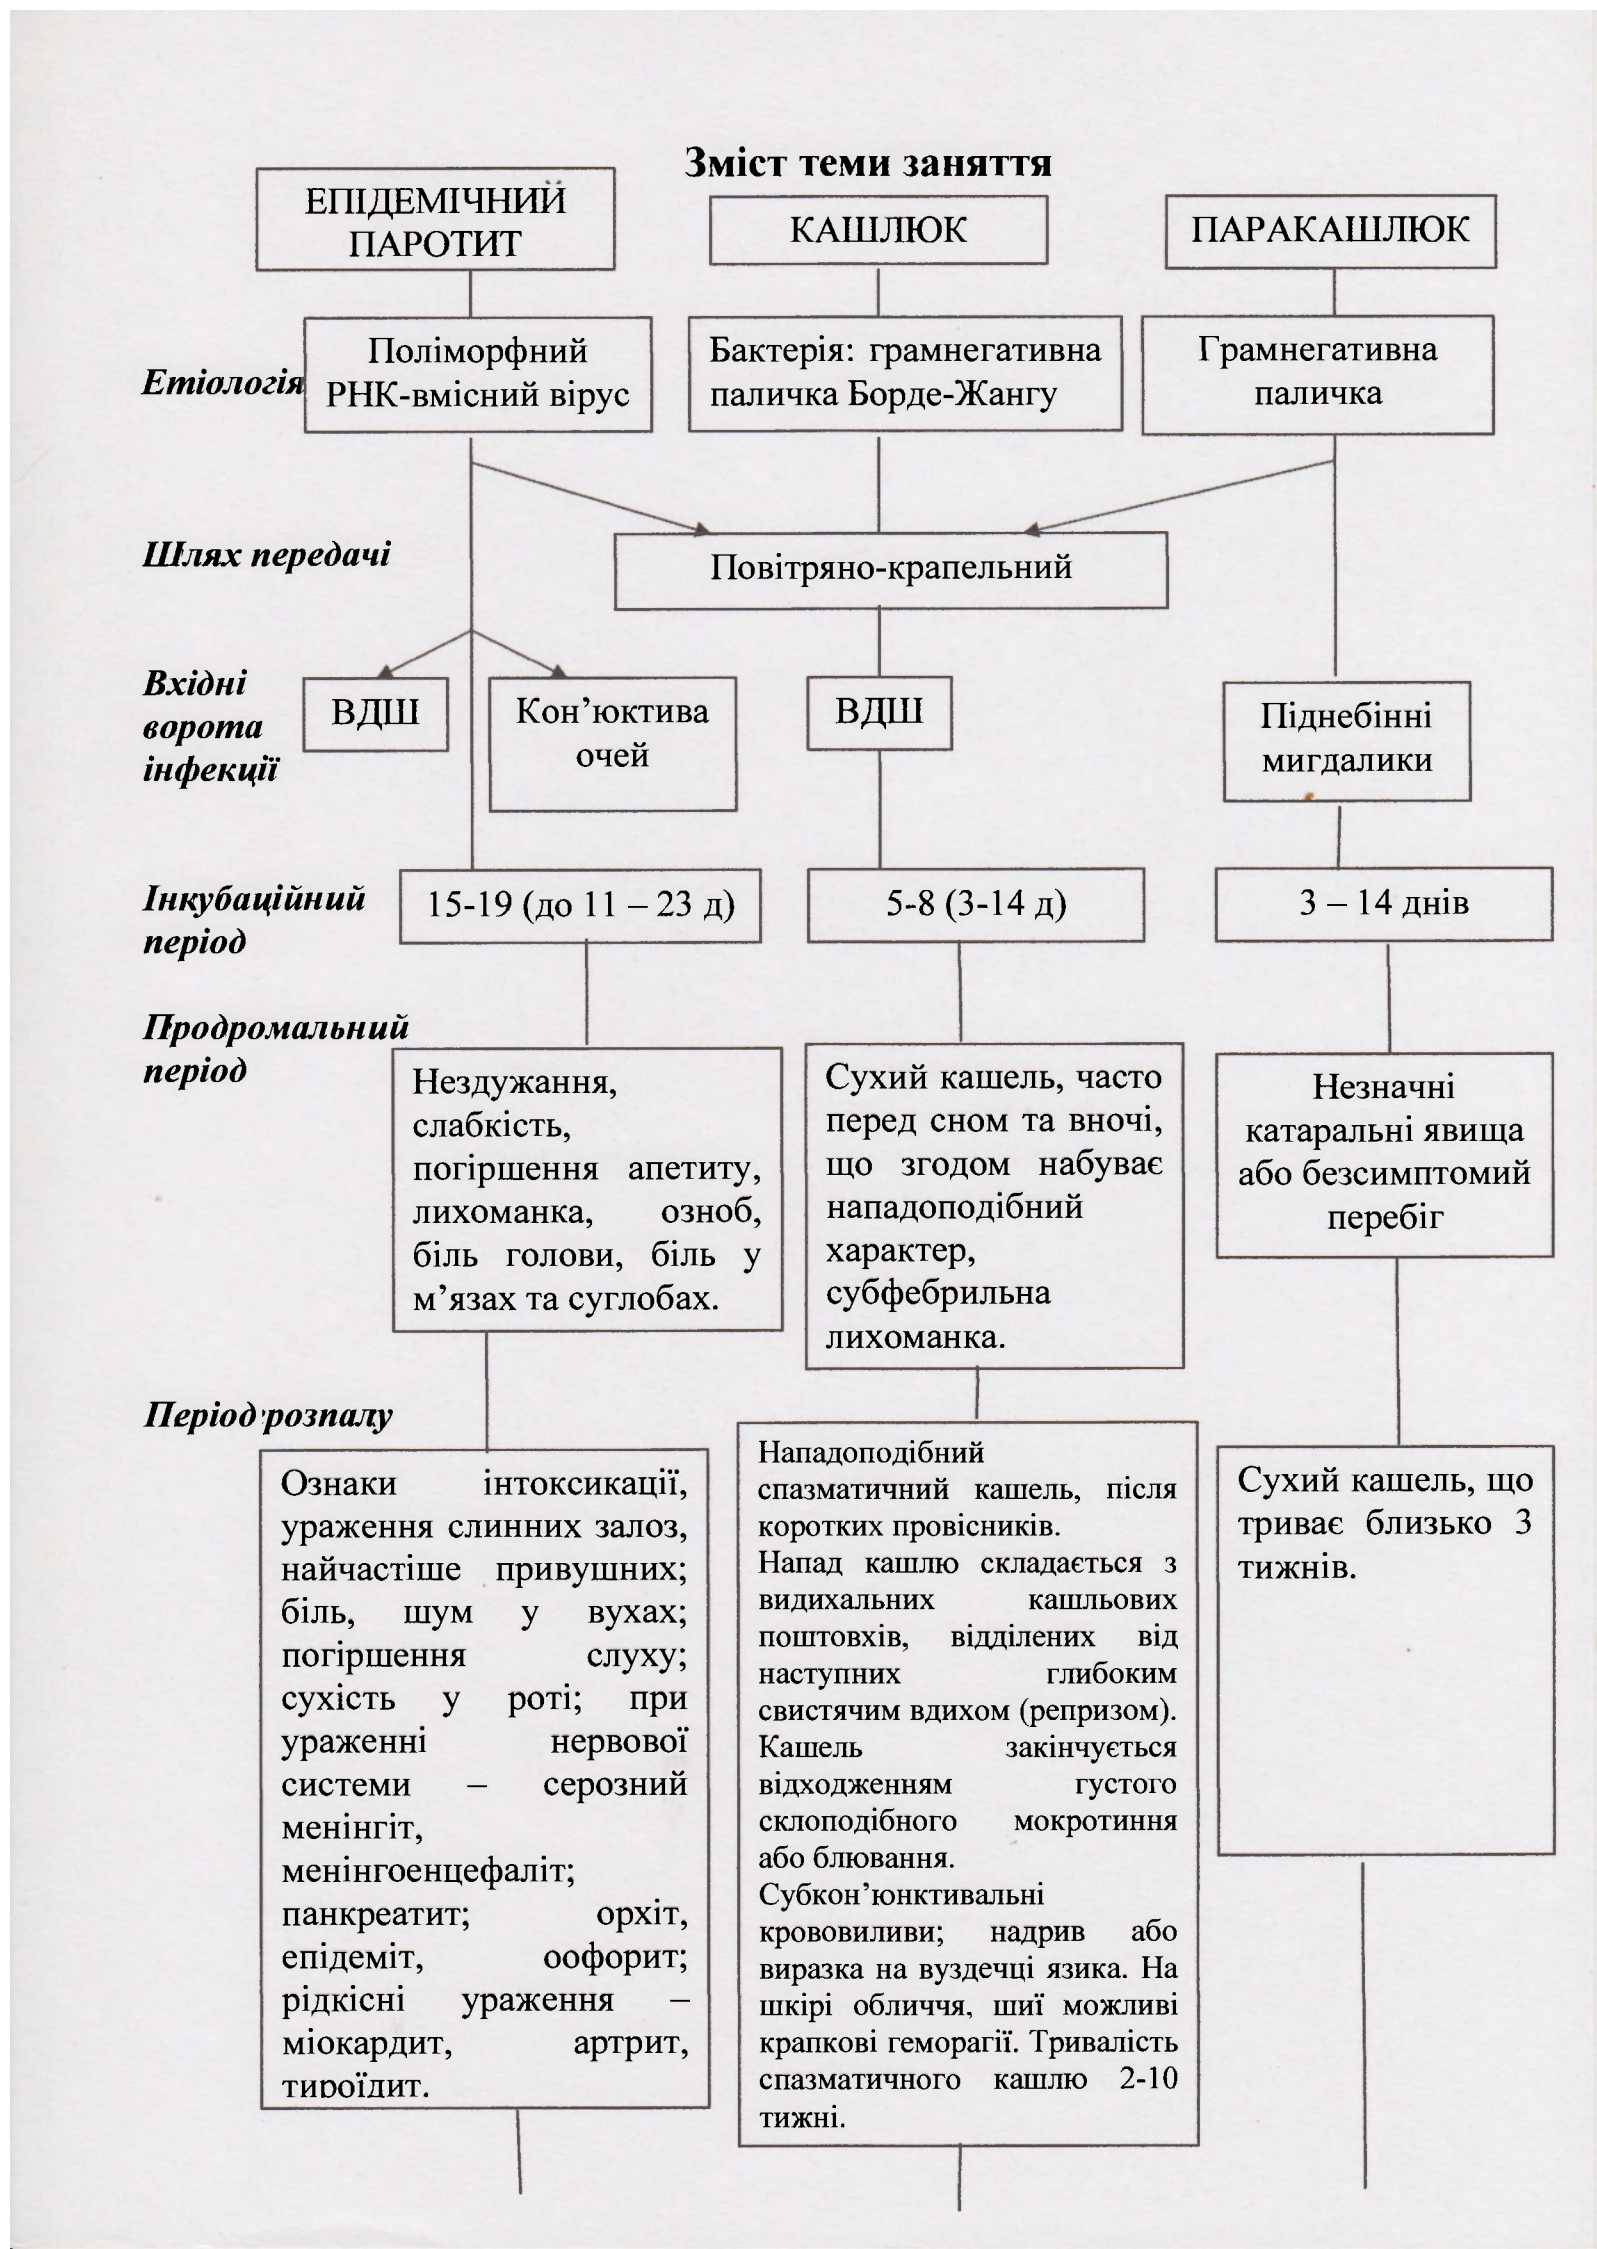 Зміст теми заняття
ЕПІДЕМІЧНИЙ
ПАРОТИТ
КАШЛЮК
ПАРАКАШЛЮК
Етіологія
Поліморфний
РНК-вмісний вірус
Бактерія: грамнегативна
паличка Борде-Жангу
Грамнегативна
паличка
Шлях передачі
Повітряно-крапельний
Вхідні
ворота
інфекції
ВДШ
Кон’юктива
очей
ВДШ
Піднебінні
мигдалики
Інкубаційний
період
15-19 (до 11 – 23 д)
5-8 (3-14 д)
3 – 14 днів
Продромальний
період
Нездужання,
слабкість,
погіршення апетиту,
лихоманка, озноб,
біль голови, біль у
м’язах та суглобах.
Сухий кашель, часто
перед сном та вночі,
що згодом набуває
нападоподібний
характер,
субфебрильна
лихоманка.
Незначні
катаральні явища
або безсимптомий
перебіг
Період розпалу
Ознаки інтоксикації,
ураження слинних залоз,
найчастіше привушних;
біль, шум у вухах;
погіршення слуху;
сухість у роті; при
ураженні нервової
системи – серозний
менінгіт,
менінгоенцефаліт;
панкреатит; орхіт,
епідеміт, оофорит;
рідкісні ураження –
міокардит, артрит,
тироїдит.
Нападоподібний
спазматичний кашель, після
коротких провісників.
Напад кашлю складається з
видихальних кашльових
поштовхів, відділених від
наступних глибоким
свистячим вдихом (репризом).
Кашель закінчується
відходженням густого
склоподібного мокротиння
або блювання.
Субкон’юнктивальні
крововиливи; надрив або
виразка на вуздечці язика. На
шкірі обличчя, шиї можливі
крапкові геморагії. Тривалість
спазматичного кашлю 2-10
тижні.
Сухий кашель, що
триває близько 3
тижнів.